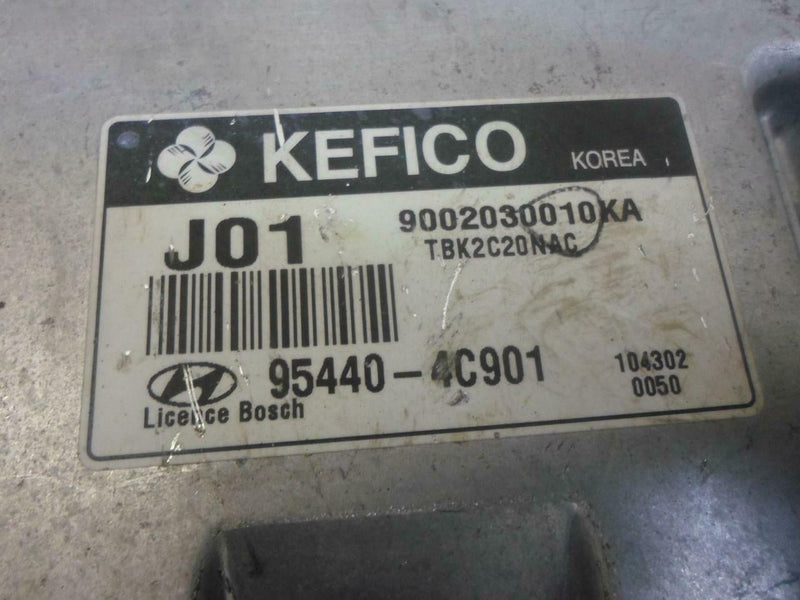 KEFICO KOREA
J01 9002030010KA
TBK2C20NAC
95440-4C901 104302
Licence Bosch 0050